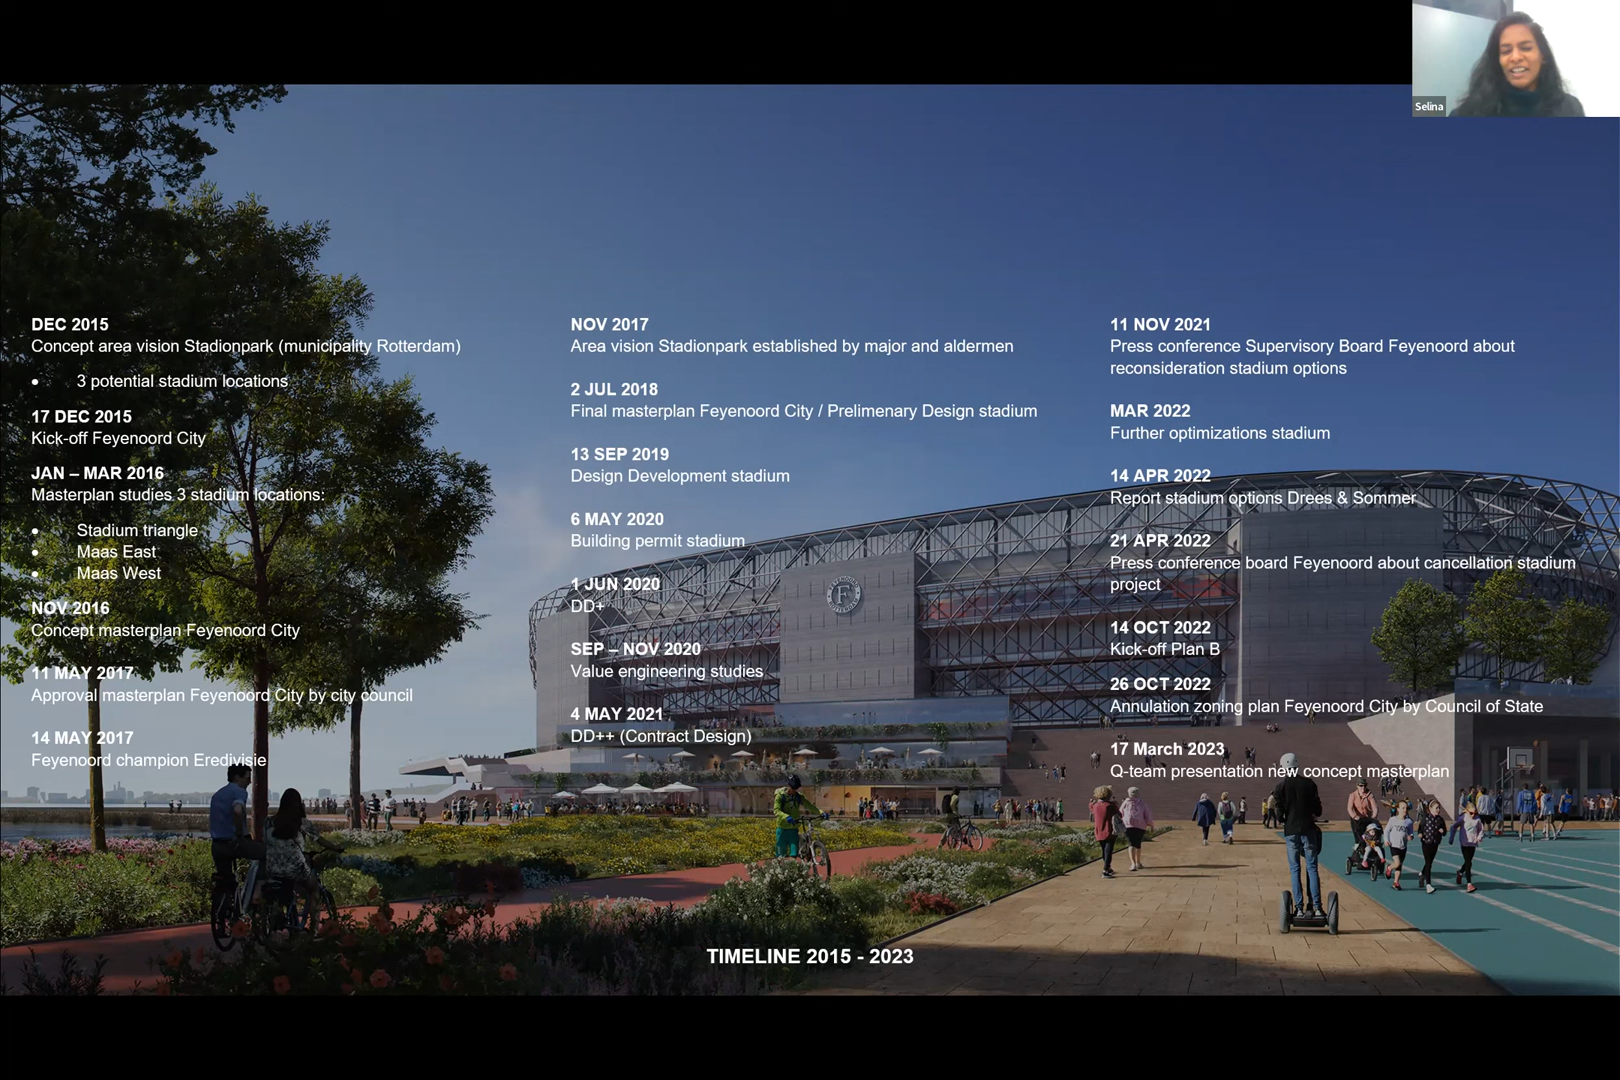 Selina
DEC 2015
Concept area vision Stadionpark (municipality Rotterdam)
• 3 potential stadium locations
17 DEC 2015
Kick-off Feyenoord City
JAN – MAR 2016
Masterplan studies 3 stadium locations:
• Stadium triangle
• Maas East
• Maas West
NOV 2016
Concept masterplan Feyenoord City
11 MAY 2017
Approval masterplan Feyenoord City by city council
14 MAY 2017
Feyenoord champion Eredivisie
NOV 2017
Area vision Stadionpark established by major and aldermen
2 JUL 2018
Final masterplan Feyenoord City / Prelimenary Design stadium
13 SEP 2019
Design Development stadium
6 MAY 2020
Building permit stadium
1 JUN 2020
DD+
SEP – NOV 2020
Value engineering studies
4 MAY 2021
DD++ (Contract Design)
11 NOV 2021
Press conference Supervisory Board Feyenoord about
reconsideration stadium options
MAR 2022
Further optimizations stadium
14 APR 2022
Report stadium options Drees & Sommer
21 APR 2022
Press conference board Feyenoord about cancellation stadium
project
14 OCT 2022
Kick-off Plan B
26 OCT 2022
Annulation zoning plan Feyenoord City by Council of State
17 March 2023
Q-team presentation new concept masterplan
F
TIMELINE 2015 - 2023